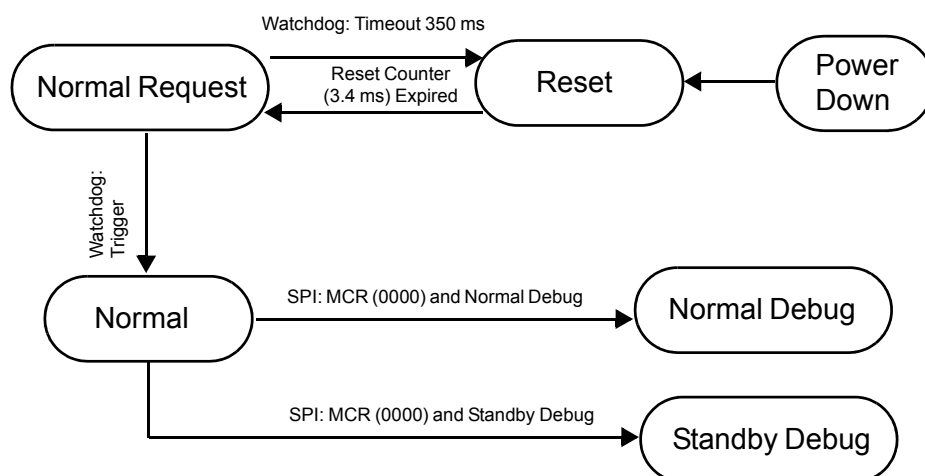 Watchdog: Timeout 350 ms
Normal Request
Reset Counter
(3.4 ms) Expired
Reset
Power
Down
Watchdog:
Trigger
Normal
SPI: MCR (0000) and Normal Debug
Normal Debug
SPI: MCR (0000) and Standby Debug
Standby Debug